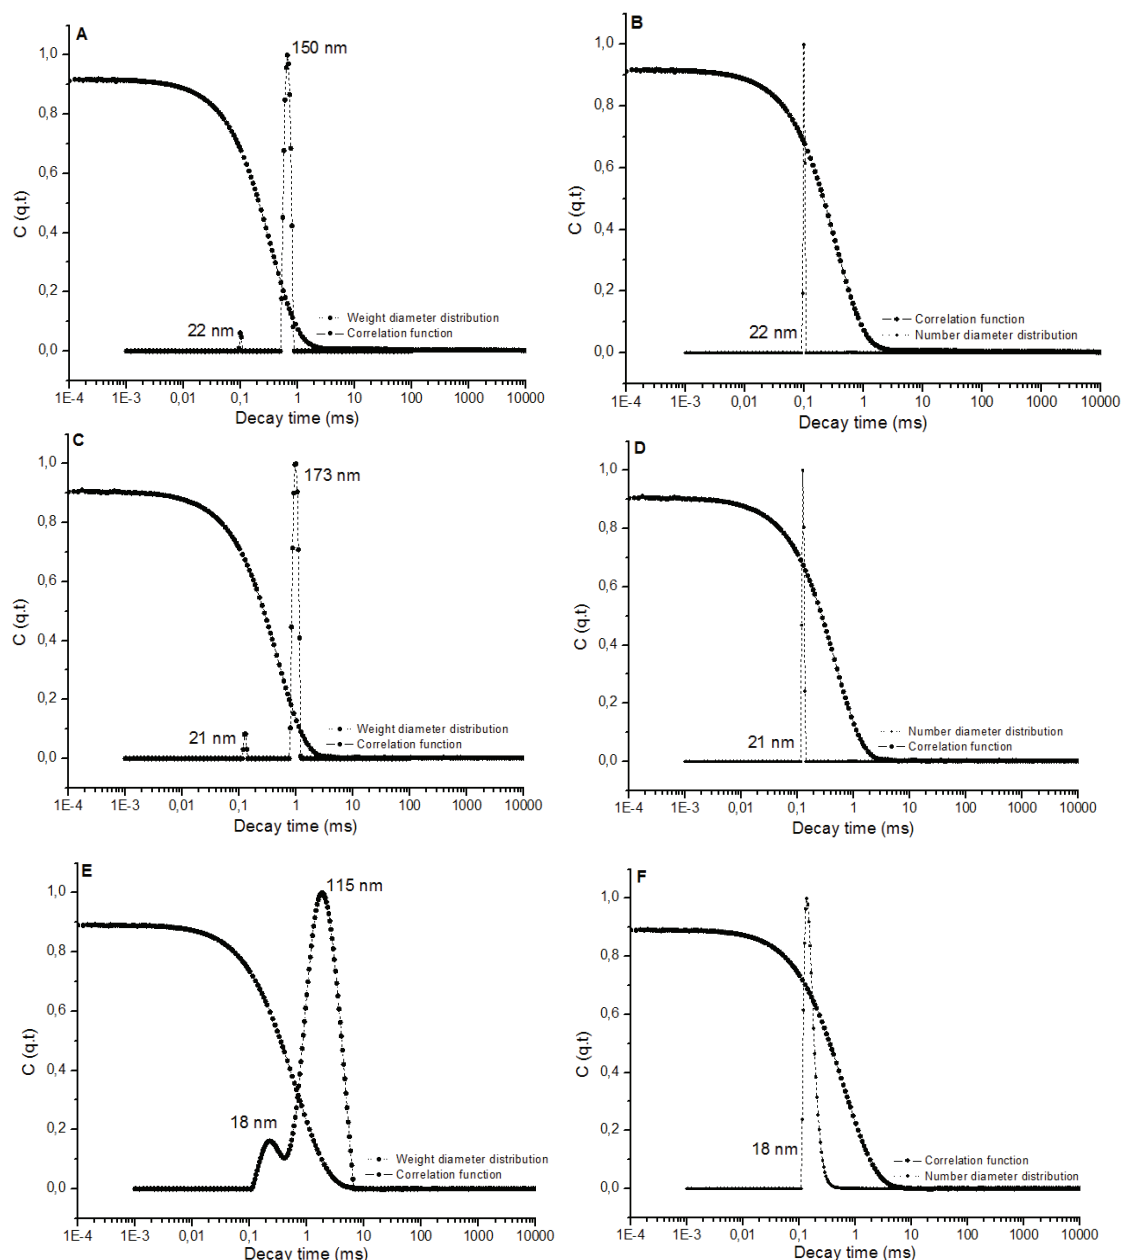 A
150 nm
1,0
0,8
0,6
0,4
0,2
0,0
C (q.t)
22 nm
Weight diameter distribution
Correlation function
1E-4 1E-3 0,01 0,1 1 10 100 1000 10000
Decay time (ms)
B
1,0
0,8
0,6
0,4
0,2
0,0
C (q.t)
22 nm
Correlation function
Number diameter distribution
1E-4 1E-3 0,01 0,1 1 10 100 1000 10000
Decay time (ms)
C
173 nm
1,0
0,8
0,6
0,4
0,2
0,0
C (q.t)
21 nm
Weight diameter distribution
Correlation function
1E-4 1E-3 0,01 0,1 1 10 100 1000 10000
Decay time (ms)
D
1,0
0,8
0,6
0,4
0,2
0,0
C (q.t)
21 nm
Number diameter distribution
Correlation function
1E-4 1E-3 0,01 0,1 1 10 100 1000 10000
Decay time (ms)
E
115 nm
1,0
0,8
0,6
0,4
0,2
0,0
C (q.t)
18 nm
Weight diameter distribution
Correlation function
1E-4 1E-3 0,01 0,1 1 10 100 1000 10000
Decay time (ms)
F
1,0
0,8
0,6
0,4
0,2
0,0
C (q.t)
18 nm
Correlation function
Number diameter distribution
1E-4 1E-3 0,01 0,1 1 10 100 1000 10000
Decay time (ms)